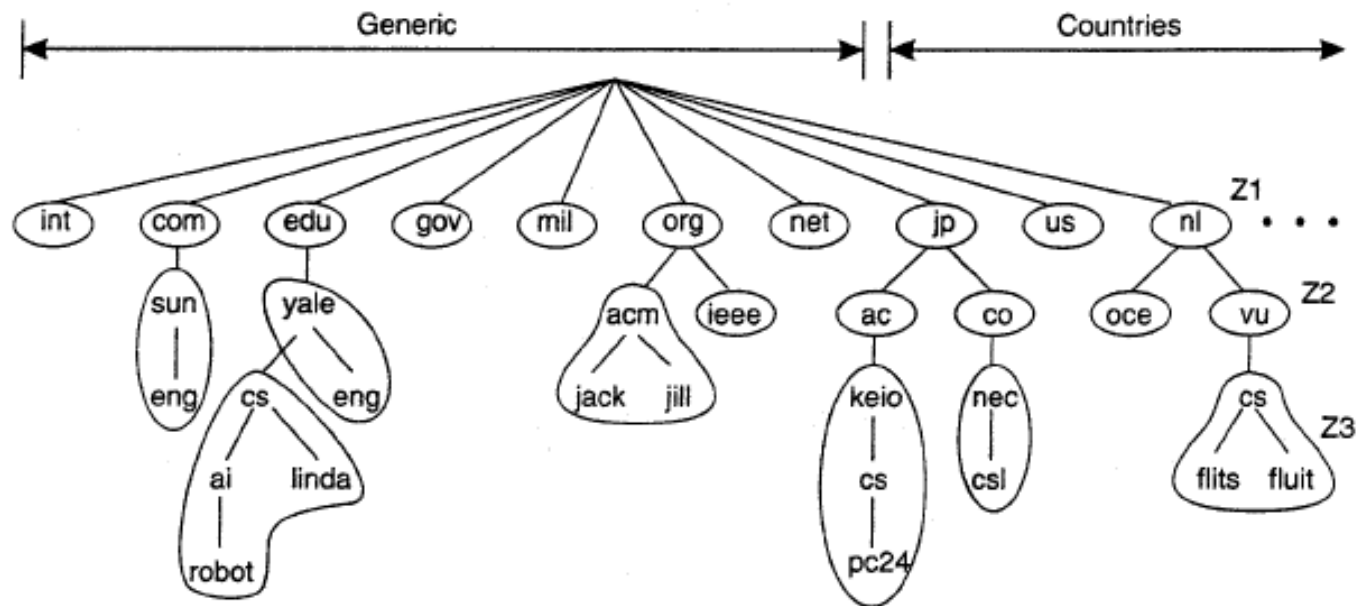 Generic Countries
int com edu gov mil org net jp us nl Z1
sun yale acm ieee ac co oce vu Z2
eng cs eng jack jill keio nec cs
ai linda cs csl flits fluit Z3
robot pc24